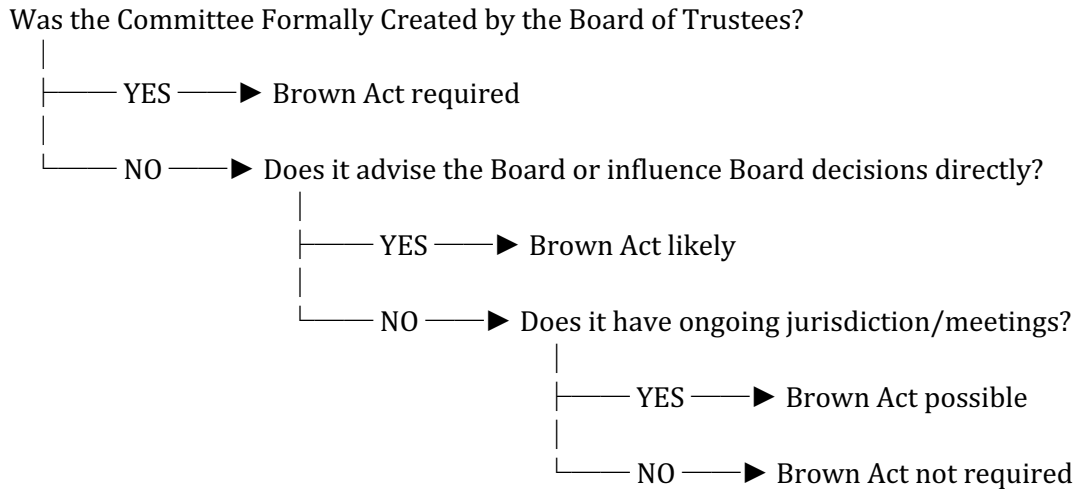 Was the Committee Formally Created by the Board of Trustees?
YES ► Brown Act required
NO ► Does it advise the Board or influence Board decisions directly?
YES ► Brown Act likely
NO ► Does it have ongoing jurisdiction/meetings?
YES ► Brown Act possible
NO ► Brown Act not required